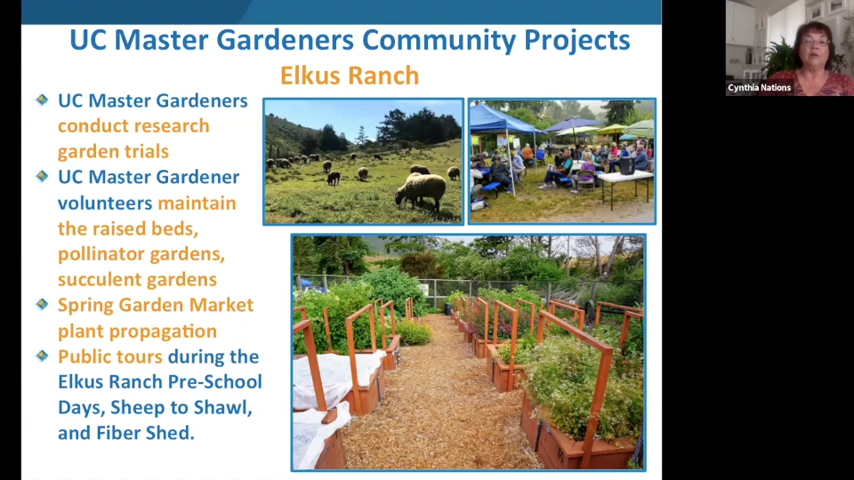 UC Master Gardeners Community Projects
Elkus Ranch
UC Master Gardeners
conduct research
garden trials
UC Master Gardener
volunteers maintain
the raised beds,
pollinator gardens,
succulent gardens
Spring Garden Market
plant propagation
Public tours during the
Elkus Ranch Pre-School
Days, Sheep to Shawl,
and Fiber Shed.
Cynthia Nations